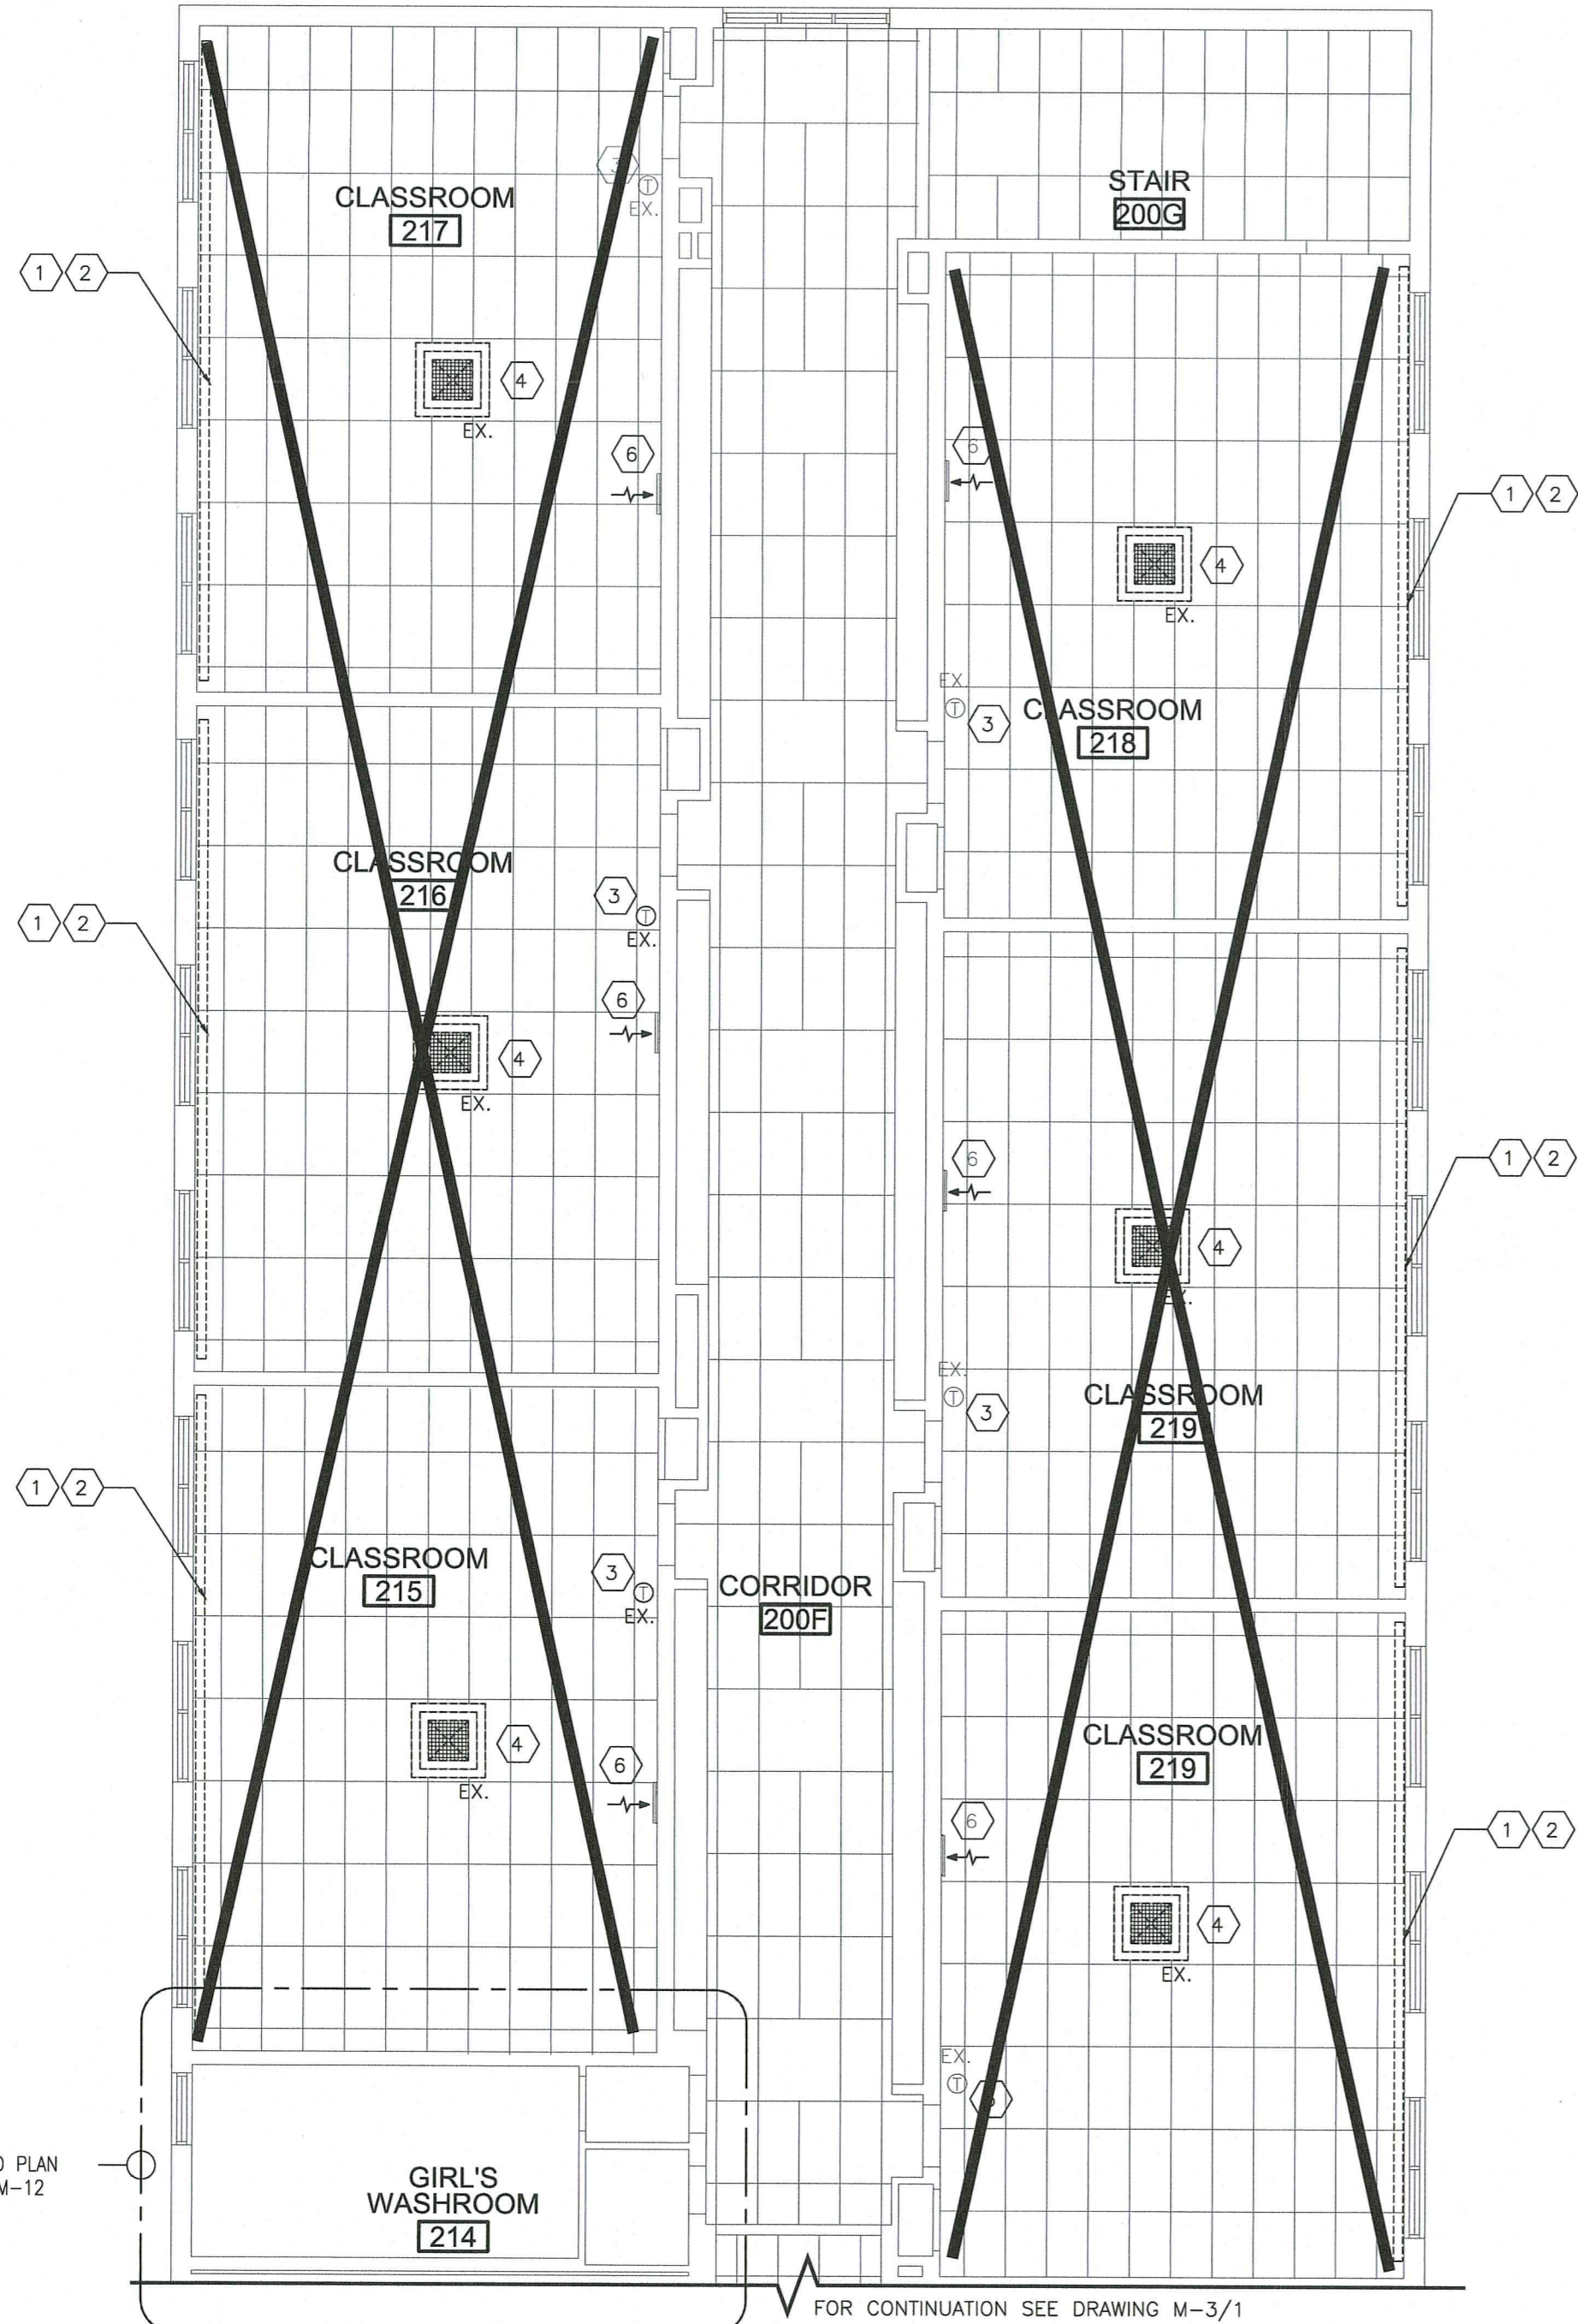 CLASSROOM
217
3
T
EX.
1 2
4
EX.
6
STAIR
200G
6
1 2
4
EX.
EX.
T
3
CLASSROOM
218
CLASSROOM
216
3
T
EX.
1 2
6
4
EX.
6
1 2
4
EX.
EX.
T
3
CLASSROOM
219
1 2
CLASSROOM
215
3
T
EX.
CORRIDOR
200F
4
EX.
6
CLASSROOM
219
6
1 2
4
EX.
EX.
T
PLAN
M-12
GIRL'S
WASHROOM
214
FOR CONTINUATION SEE DRAWING M-3/1